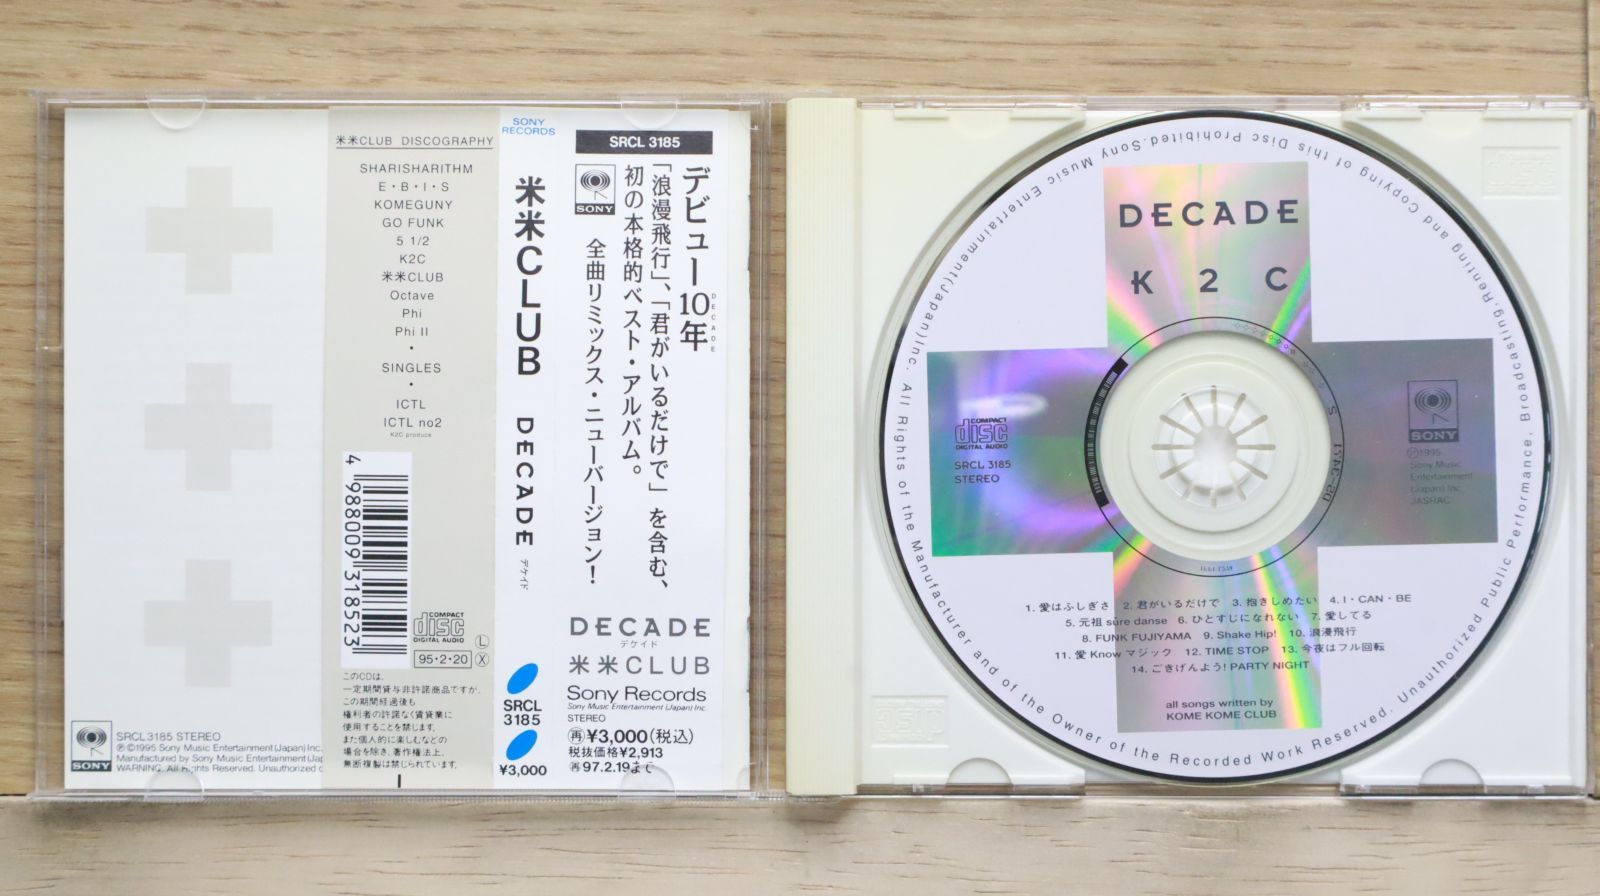 SRCL 3185 STEREO
Ⓟ©1995 Sony Music Entertainment (Japan) Inc.
Manufactured by Sony Music Entertainment (Japan)
WARNING. All Rights Reserved. Unauthorized
SONY
米米CLUB DISCOGRAPHY
SHARISHARITHM
E・B・I・S
KOMEGUNY
GO FUNK
5 1/2
K2C
米米CLUB
Octave
Phi
Phi II
・
SINGLES
・
ICTL
ICTL no2
K2C produce
4 988009 318523
COMPACT
disc
DIGITAL AUDIO
Ⓛ
95・2・20 Ⓧ
このCDは、
一定期間貸与非許諾商品ですが、
この期間経過後も
権利者の許諾なく賃貸業に
使用することを禁じます。
また個人的に楽しむなどの
場合を除き、著作権法上、
無断複製は禁じられています。
SONY
RECORDS
米米CLUB DECADE デケイド
SRCL
3185
¥3,000
SRCL 3185
SONY
デビュー10年
DECADE
「浪漫飛行」、「君がいるだけで」を含む、
初の本格的ベスト・アルバム。
全曲リミックス・ニューバージョン!
DECADE
デケイド
米米CLUB
Sony Records
Sony Music Entertainment (Japan) Inc.
STEREO
㊐¥3,000(税込)
税抜価格¥2,913
97.2.19まで
DECADE
K2C
COMPACT
disc
DIGITAL AUDIO
SRCL 3185
STEREO
SONY
Ⓟ1995
Sony Music
Entertainment
(Japan) Inc.
JASRAC
1. 愛はふしぎさ 2. 君がいるだけで 3. 抱きしめたい 4. I・CAN・BE
5. 元祖 sûre danse 6. ひとすじになれない 7. 愛してる
8. FUNK FUJIYAMA 9. Shake Hip! 10. 浪漫飛行
11. 愛 Know マジック 12. TIME STOP 13. 今夜はフル回転
14. ごきげんよう! PARTY NIGHT
all songs written by
KOME KOME CLUB
All Rights of the Manufacturer and of the Owner of the Recorded Work Reserved. Unauthorized Public Performance, Broadcasting, Renting and Copying of this Disc Prohibited. Sony Music Entertainment (Japan) Inc.